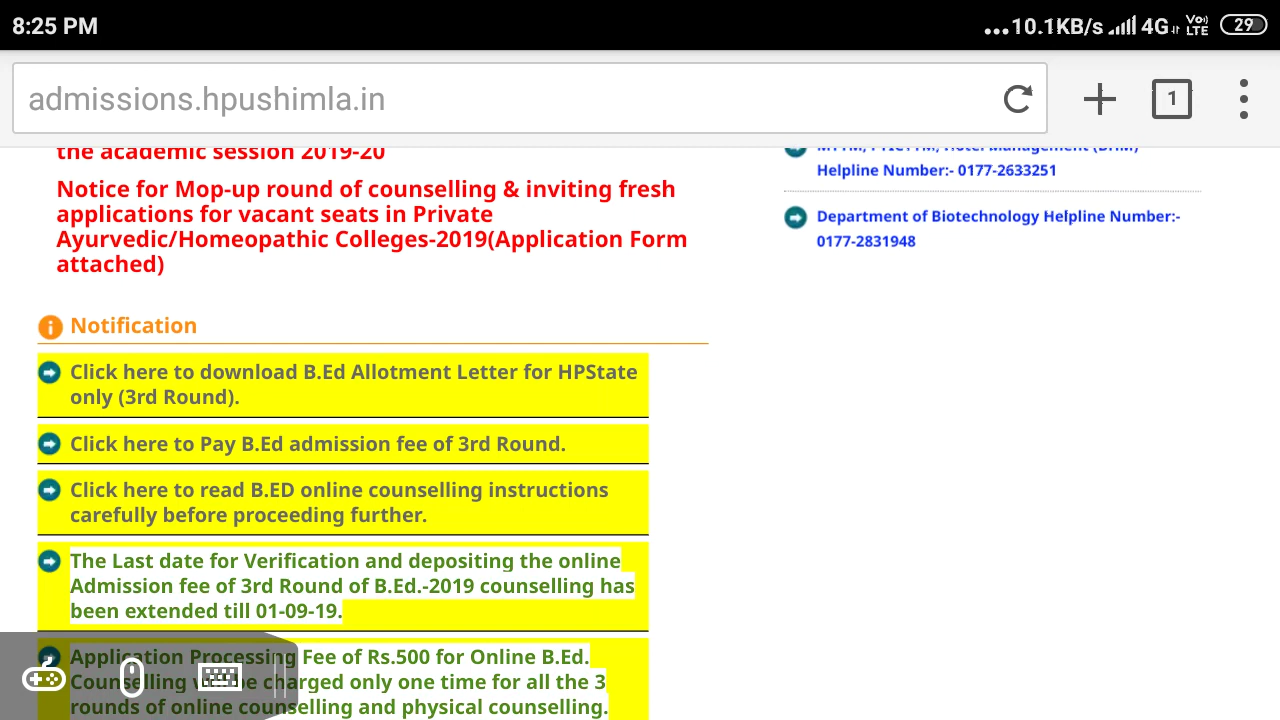 8:25 PM
...10.1KB/s 4G Vo) LTE 29
admissions.hpushimla.in
1
the academic session 2019-20
Notice for Mop-up round of counselling & inviting fresh
applications for vacant seats in Private
Ayurvedic/Homeopathic Colleges-2019(Application Form
attached)
Notification
Click here to download B.Ed Allotment Letter for HPState
only (3rd Round).
Click here to Pay B.Ed admission fee of 3rd Round.
Click here to read B.ED online counselling instructions
carefully before proceeding further.
The Last date for Verification and depositing the online
Admission fee of 3rd Round of B.Ed.-2019 counselling has
been extended till 01-09-19.
Application Processing Fee of Rs.500 for Online B.Ed.
Counselling will be charged only one time for all the 3
rounds of online counselling and physical counselling.
Hotel Management (BHM)
Helpline Number:- 0177-2633251
Department of Biotechnology Helpline Number:-
0177-2831948